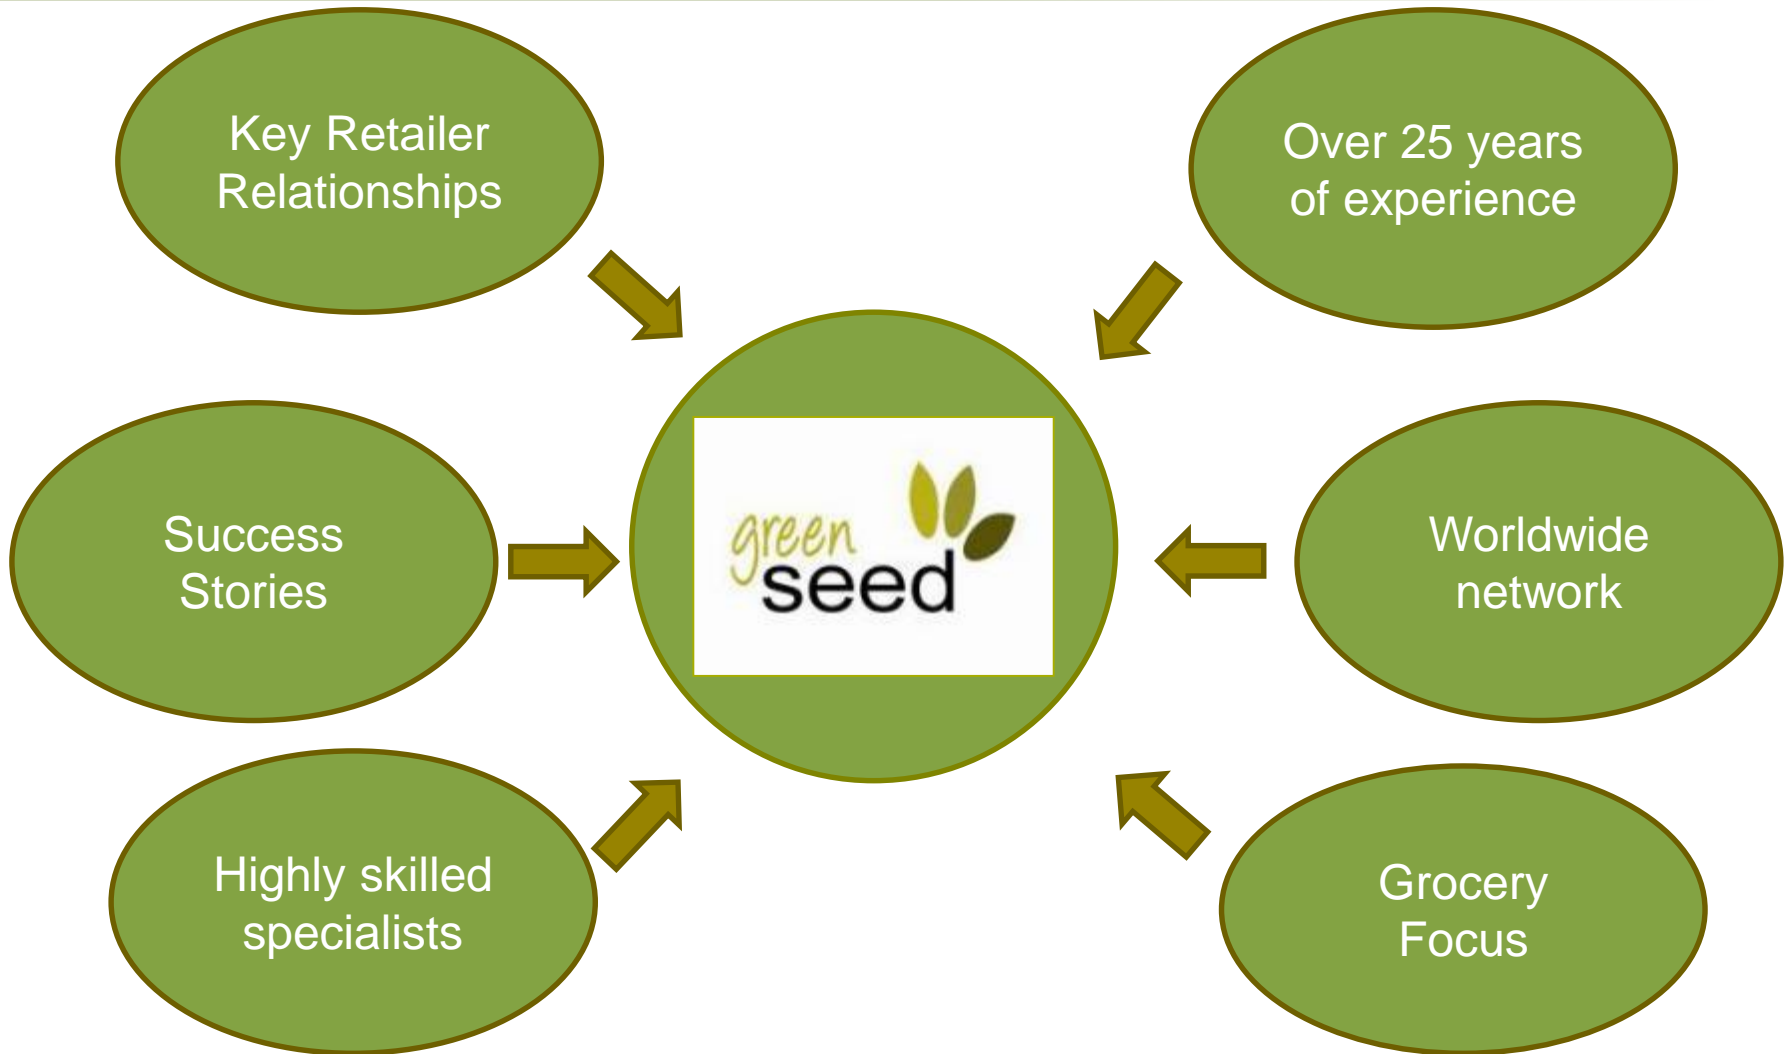 Key Retailer
Relationships
Over 25 years
of experience
Success
Stories
green
seed
Worldwide
network
Highly skilled
specialists
Grocery
Focus